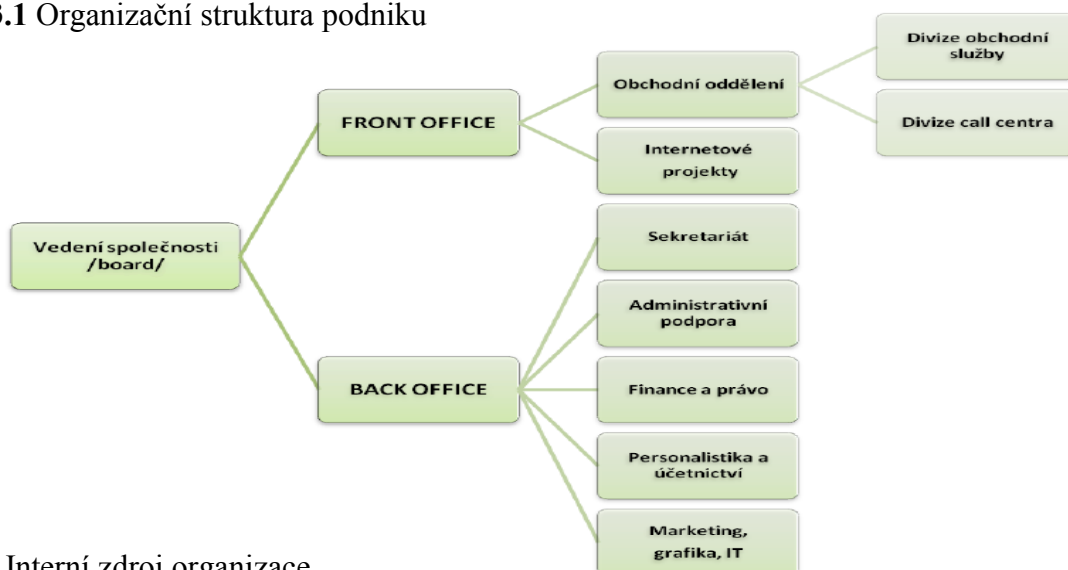 .1 Organizační struktura podniku
Divize obchodní
služby
Obchodní oddělení
Divize call centra
FRONT OFFICE
Internetové
projekty
Vedení společnosti
/board/
Sekretariát
Administrativní
podpora
BACK OFFICE
Finance a právo
Personalistika a
účetnictví
Marketing,
grafika, IT
Interní zdroj organizace